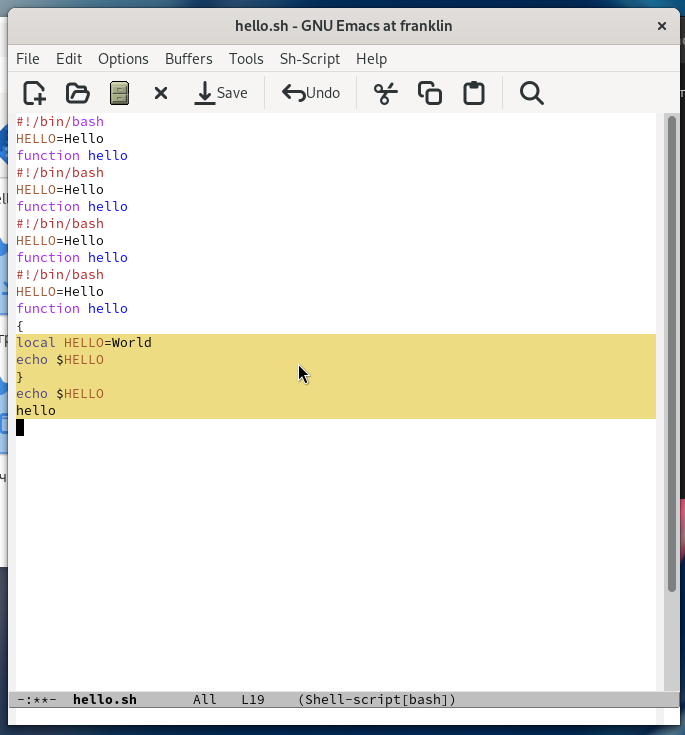 hello.sh - GNU Emacs at franklin
File Edit Options Buffers Tools Sh-Script Help
Save Undo
#!/bin/bash
HELLO=Hello
function hello
#!/bin/bash
HELLO=Hello
function hello
#!/bin/bash
HELLO=Hello
function hello
#!/bin/bash
HELLO=Hello
function hello
{
local HELLO=World
echo $HELLO
}
echo $HELLO
hello
-:**- hello.sh All L19 (Shell-script[bash])